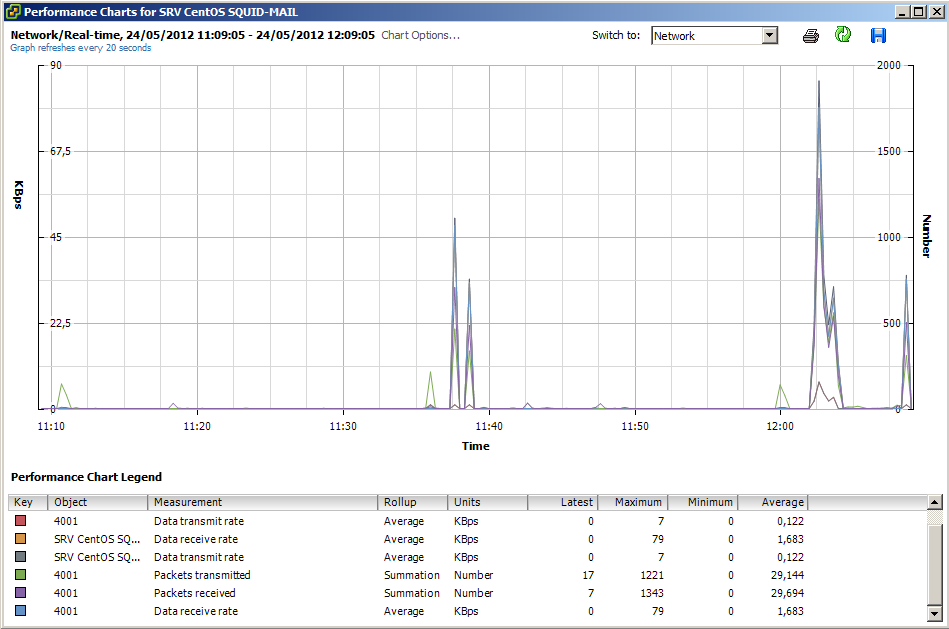 Performance Charts for SRV CentOS SQUID-MAIL
Network/Real-time, 24/05/2012 11:09:05 - 24/05/2012 12:09:05 Chart Options... Switch to: Network
Graph refreshes every 20 seconds
90 2000
67,5 1500
KBps
45 1000
Number
22,5 500
0 0
11:10 11:20 11:30 11:40 11:50 12:00
Time
Performance Chart Legend
Key Object Measurement Rollup Units Latest Maximum Minimum Average
4001 Data transmit rate Average KBps 0 7 0 0,122
SRV CentOS SQ... Data receive rate Average KBps 0 79 0 1,683
SRV CentOS SQ... Data transmit rate Average KBps 0 7 0 0,122
4001 Packets transmitted Summation Number 17 1221 0 29,144
4001 Packets received Summation Number 7 1343 0 29,694
4001 Data receive rate Average KBps 0 79 0 1,683